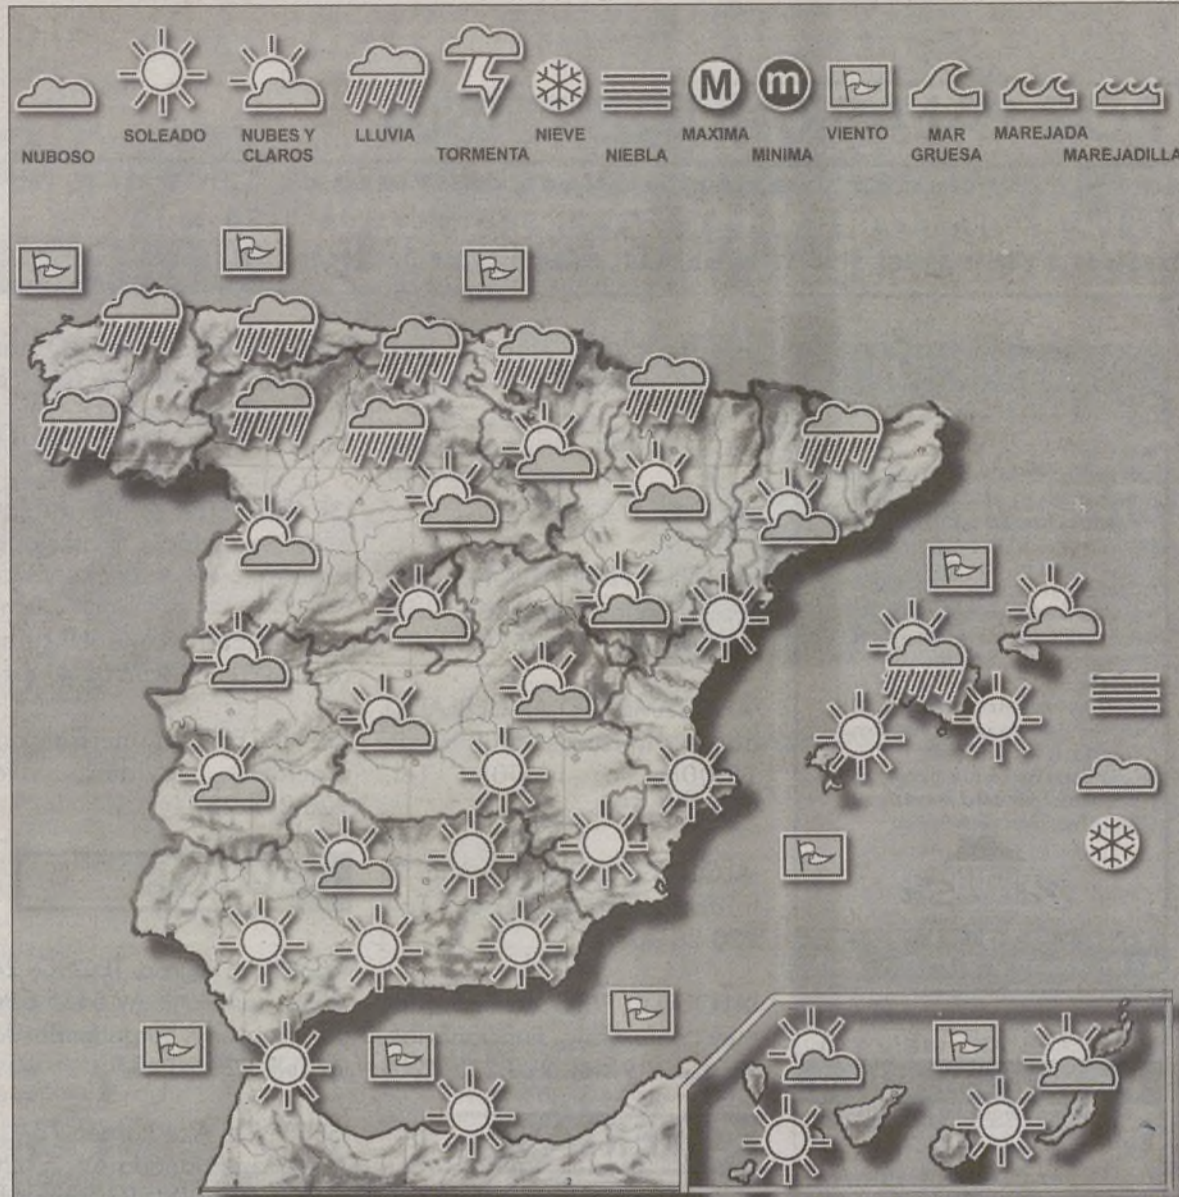 NUBOSO
SOLEADO
NUBES Y
CLAROS
LLUVIA
TORMENTA
NIEVE
NIEBLA
M
MAXIMA
m
MINIMA
VIENTO
MAR
GRUESA
MAREJADA
MAREJADILLA